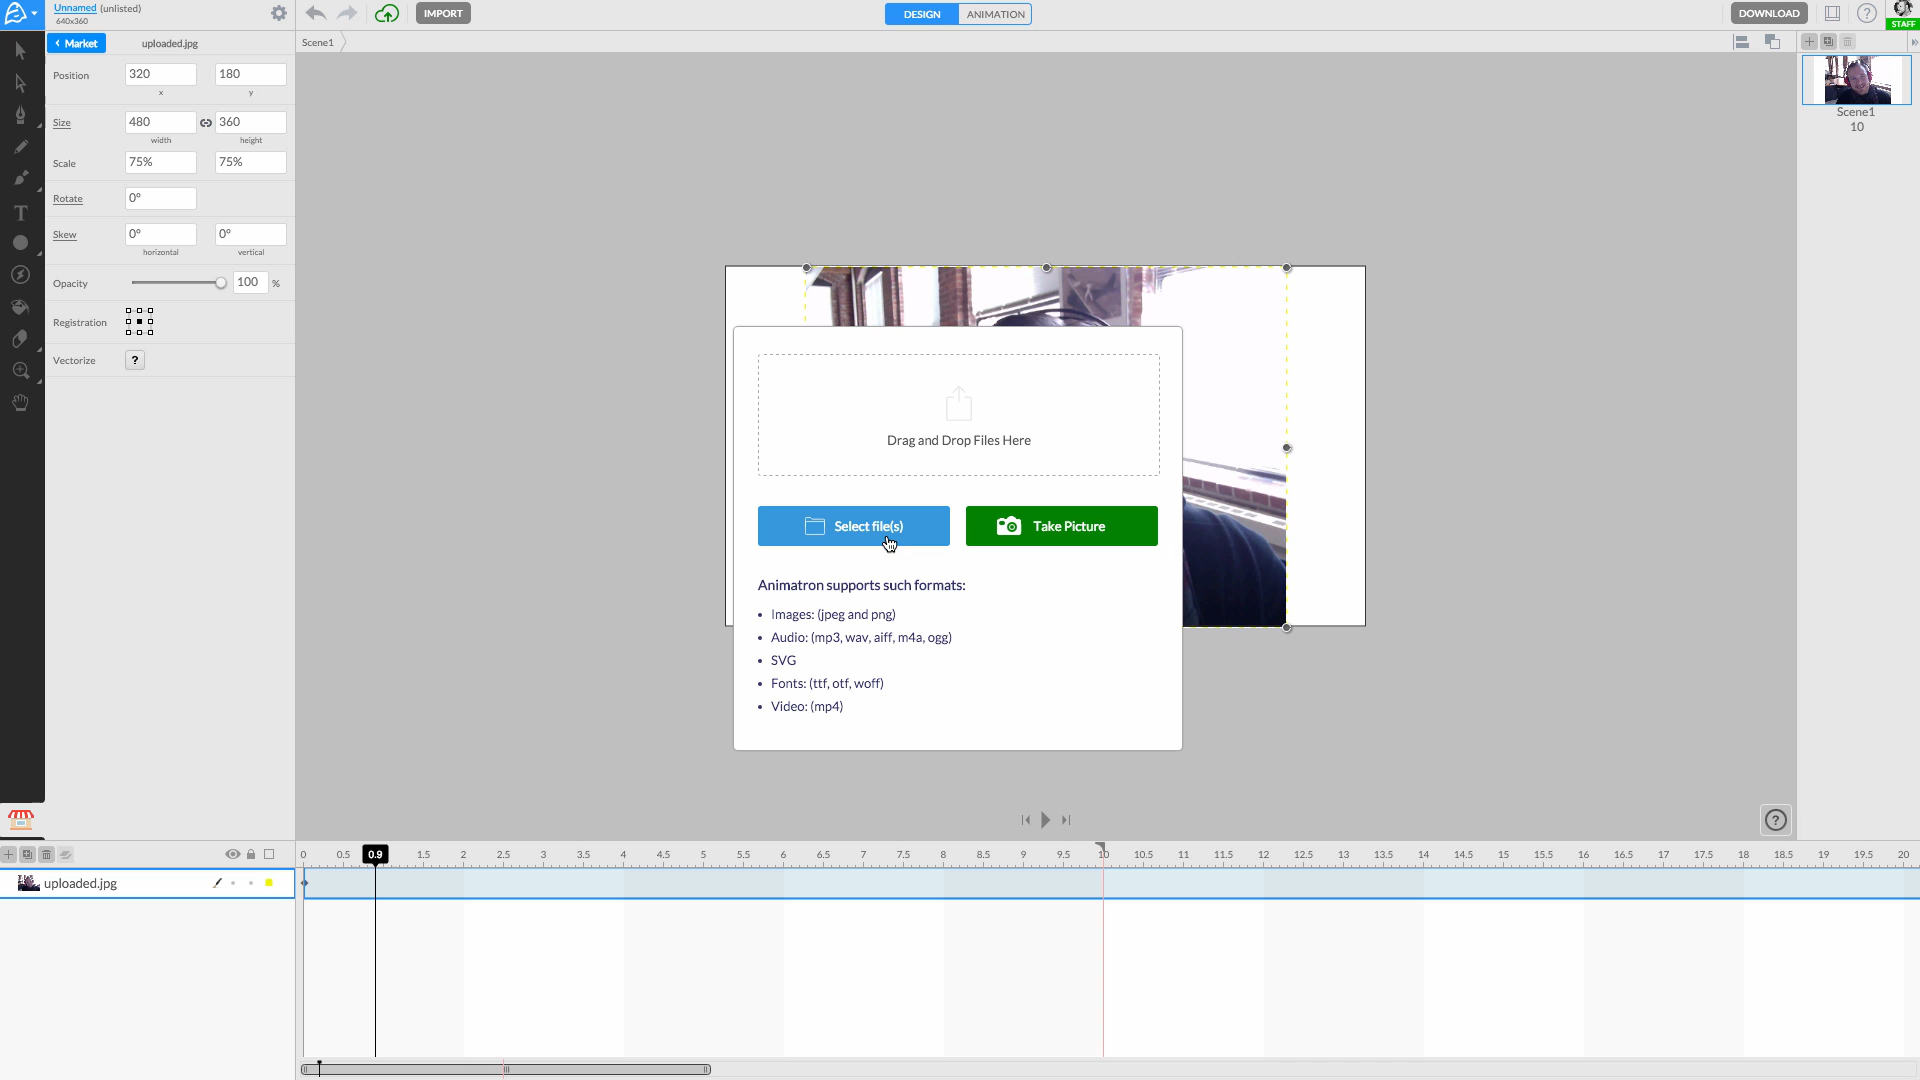 Unnamed (unlisted)
640x360
IMPORT
DESIGN
ANIMATION
DOWNLOAD
?
STAFF
Market
uploaded.jpg
Scene1
Position
320
180
x
y
Size
480
360
width
height
Scale
75%
75%
Rotate
0°
Skew
0°
0°
horizontal
vertical
Opacity
100
%
Registration
Vectorize
?
Scene1
10
Drag and Drop Files Here
Select file(s)
Take Picture
Animatron supports such formats:
• Images: (jpeg and png)
• Audio: (mp3, wav, aiff, m4a, ogg)
• SVG
• Fonts: (ttf, otf, woff)
• Video: (mp4)
?
0 0.5 0.9 1.5 2 2.5 3 3.5 4 4.5 5 5.5 6 6.5 7 7.5 8 8.5 9 9.5 10 10.5 11 11.5 12 12.5 13 13.5 14 14.5 15 15.5 16 16.5 17 17.5 18 18.5 19 19.5 20
uploaded.jpg